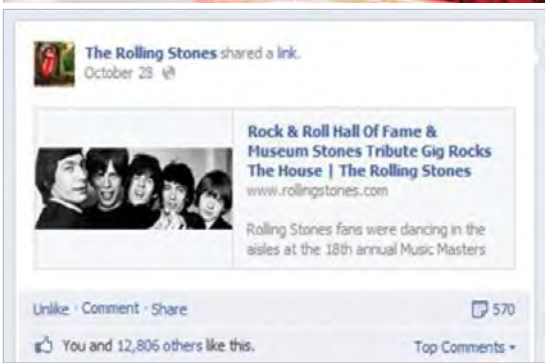 The Rolling Stones shared a link.
October 28
Rock & Roll Hall Of Fame &
Museum Stones Tribute Gig Rocks
The House | The Rolling Stones
www.rollingstones.com
Rolling Stones fans were dancing in the
aisles at the 18th annual Music Masters
Unlike · Comment · Share
570
You and 12,806 others like this.
Top Comments